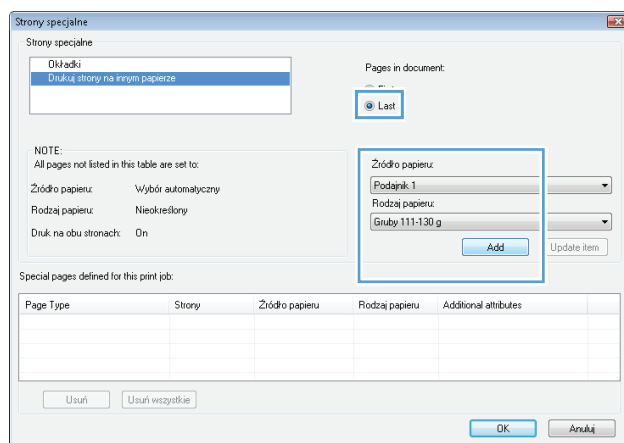 Strony specjalne
Strony specjalne
Okładki
Drukuj strony na innym papierze
Pages in document:
Last
NOTE:
All pages not listed in this table are set to:
Źródło papieru: Wybór automatyczny
Rodzaj papieru: Nieokreślony
Druk na obu stronach: On
Źródło papieru:
Podajnik 1
Rodzaj papieru:
Gruby 111-130 g
Add Update item
Special pages defined for this print job:
Page Type Strony Źródło papieru Rodzaj papieru Additional attributes
Usuń Usuń wszystkie
OK Anuluj